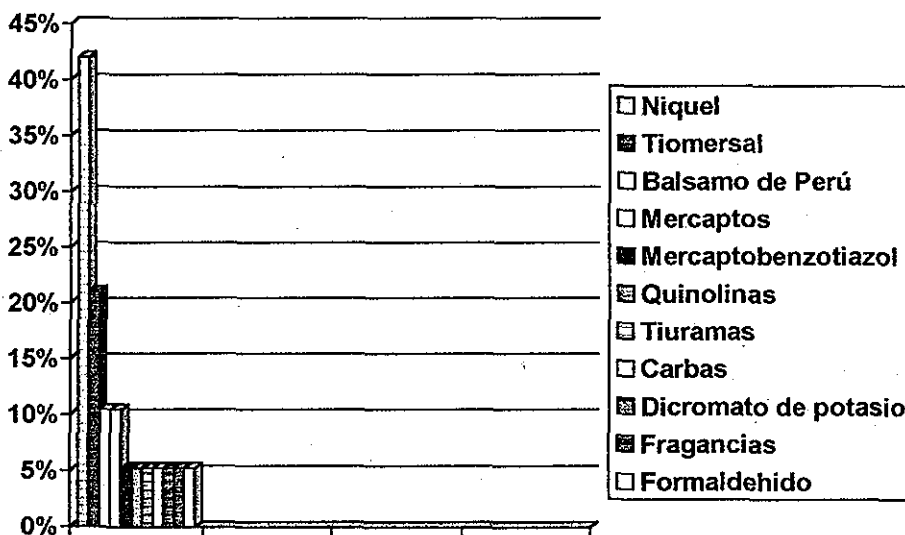 45%
40%
35%
30%
25%
20%
15%
10%
5%
0%
Niquel
Tiomersal
Balsamo de Perú
Mercaptos
Mercaptobenzotiazol
Quinolinas
Tiuramas
Carbas
Dicromato de potasio
Fragancias
Formaldehido